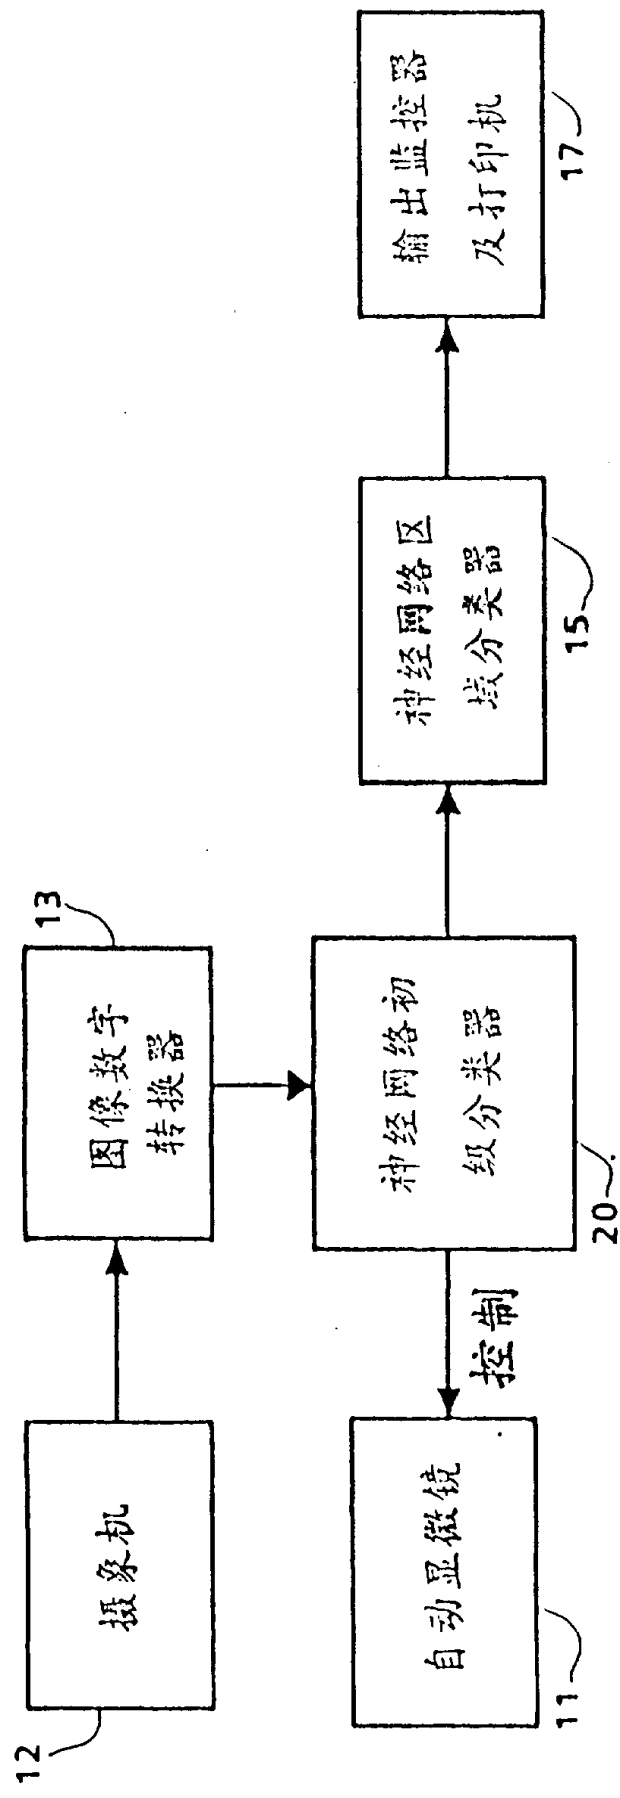 12
摄象机
13
图像数字
转换器
11
自动显微镜
控制
20
神经网络初
级分类器
15
神经网络区
域分类器
17
输出监控器
及打印机